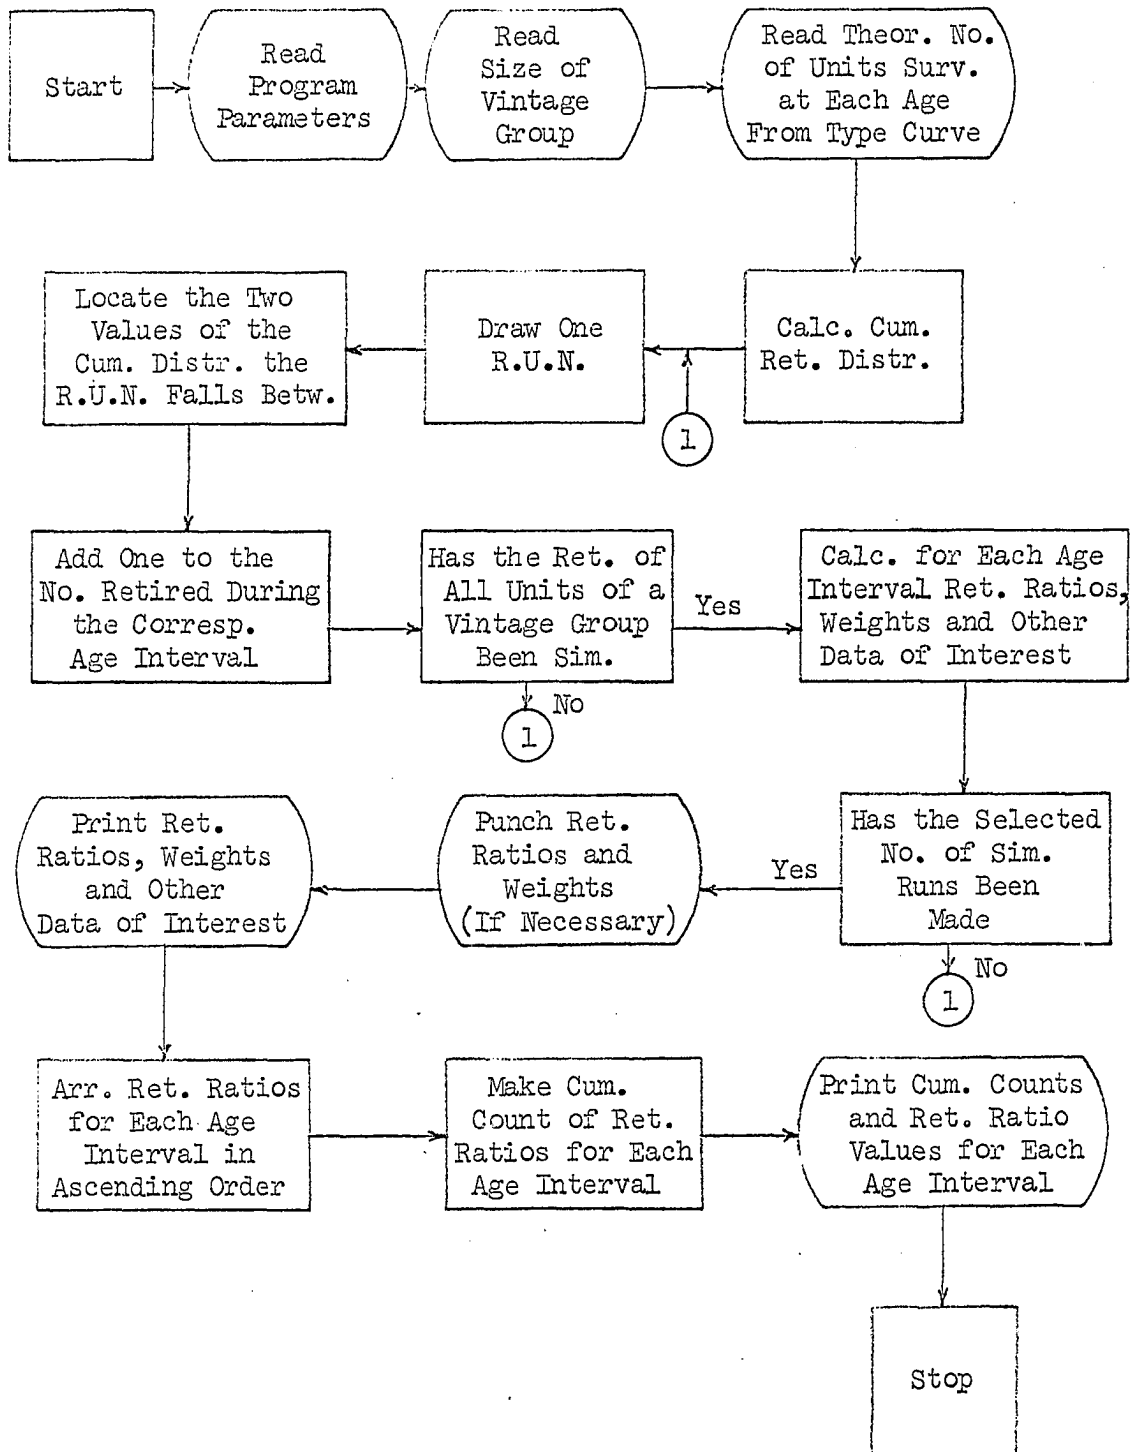 Start
Read
Program
Parameters
Read
Size of
Vintage
Group
Read Theor. No.
of Units Surv.
at Each Age
From Type Curve
Calc. Cum.
Ret. Distr.
1
Draw One
R.U.N.
Locate the Two
Values of the
Cum. Distr. the
R.U.N. Falls Betw.
Add One to the
No. Retired During
the Corresp.
Age Interval
Has the Ret. of
All Units of a
Vintage Group
Been Sim.
Yes
No
1
Calc. for Each Age
Interval Ret. Ratios,
Weights and Other
Data of Interest
Has the Selected
No. of Sim.
Runs Been
Made
Yes
No
1
Punch Ret.
Ratios and
Weights
(If Necessary)
Print Ret.
Ratios, Weights
and Other
Data of Interest
Arr. Ret. Ratios
for Each Age
Interval in
Ascending Order
Make Cum.
Count of Ret.
Ratios for Each
Age Interval
Print Cum. Counts
and Ret. Ratio
Values for Each
Age Interval
Stop